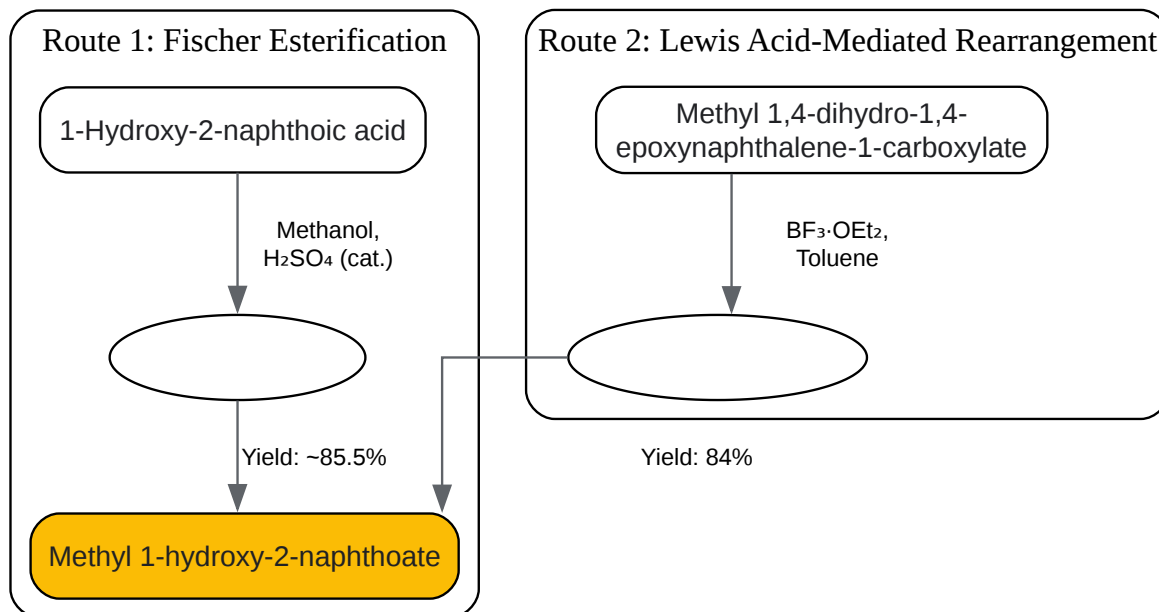 Route 1: Fischer Esterification
1-Hydroxy-2-naphthoic acid
Methanol,
H₂SO₄ (cat.)
Yield: ~85.5%
Methyl 1-hydroxy-2-naphthoate
Route 2: Lewis Acid-Mediated Rearrangement
Methyl 1,4-dihydro-1,4-
epoxynaphthalene-1-carboxylate
BF₃·OEt₂,
Toluene
Yield: 84%